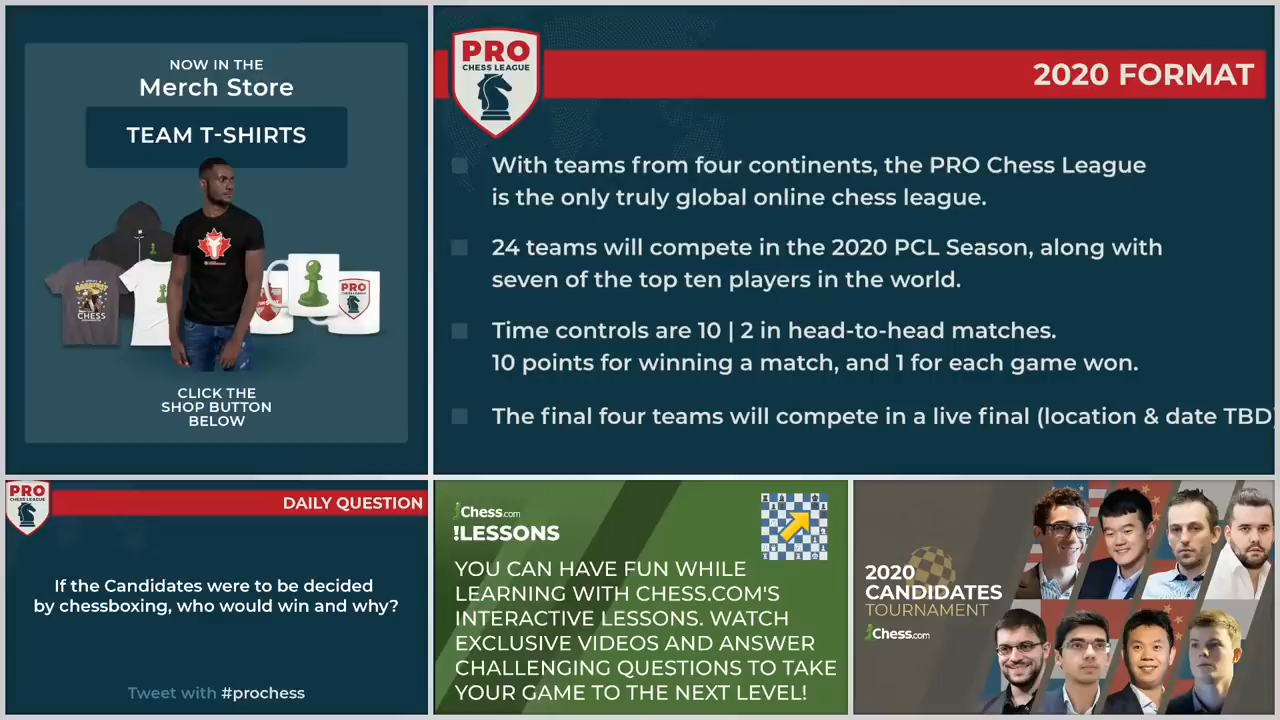 NOW IN THE
Merch Store
TEAM T-SHIRTS
CHESS
PRO
CLICK THE
SHOP BUTTON
BELOW
PRO
CHESS LEAGUE
2020 FORMAT
With teams from four continents, the PRO Chess League
is the only truly global online chess league.
24 teams will compete in the 2020 PCL Season, along with
seven of the top ten players in the world.
Time controls are 10 | 2 in head-to-head matches.
10 points for winning a match, and 1 for each game won.
The final four teams will compete in a live final (location & date TBD)
PRO
CHESS LEAGUE
DAILY QUESTION
If the Candidates were to be decided
by chessboxing, who would win and why?
Tweet with #prochess
Chess.com
!LESSONS
YOU CAN HAVE FUN WHILE
LEARNING WITH CHESS.COM'S
INTERACTIVE LESSONS. WATCH
EXCLUSIVE VIDEOS AND ANSWER
CHALLENGING QUESTIONS TO TAKE
YOUR GAME TO THE NEXT LEVEL!
2020
CANDIDATES
TOURNAMENT
Chess.com